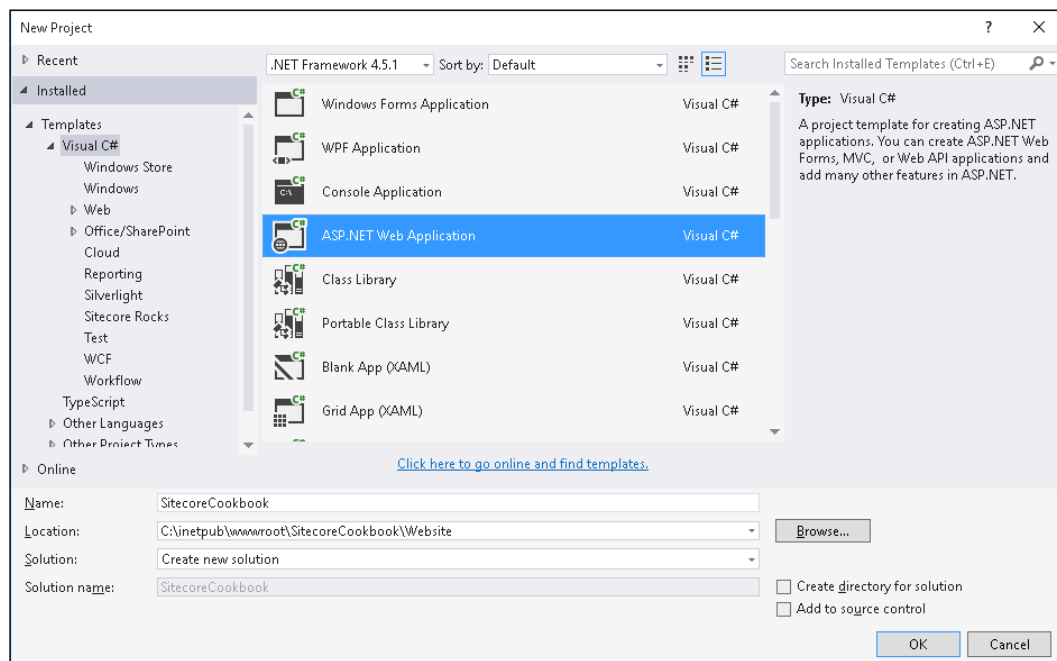 New Project
?
Recent
.NET Framework 4.5.1
Sort by: Default
Search Installed Templates (Ctrl+E)
Installed
Templates
Visual C#
Windows Store
Windows
Web
Office/SharePoint
Cloud
Reporting
Silverlight
Sitecore Rocks
Test
WCF
Workflow
TypeScript
Other Languages
Other Project Types
Online
C# Windows Forms Application Visual C#
C# WPF Application Visual C#
C# C:\ Console Application Visual C#
C# ASP.NET Web Application Visual C#
C# Class Library Visual C#
C# Portable Class Library Visual C#
C# Blank App (XAML) Visual C#
C# Grid App (XAML) Visual C#
C#
Click here to go online and find templates.
Type: Visual C#
A project template for creating ASP.NET
applications. You can create ASP.NET Web
Forms, MVC, or Web API applications and
add many other features in ASP.NET.
Name: SitecoreCookbook
Location: C:\inetpub\wwwroot\SitecoreCookbook\Website
Browse...
Solution: Create new solution
Solution name: SitecoreCookbook
Create directory for solution
Add to source control
OK Cancel